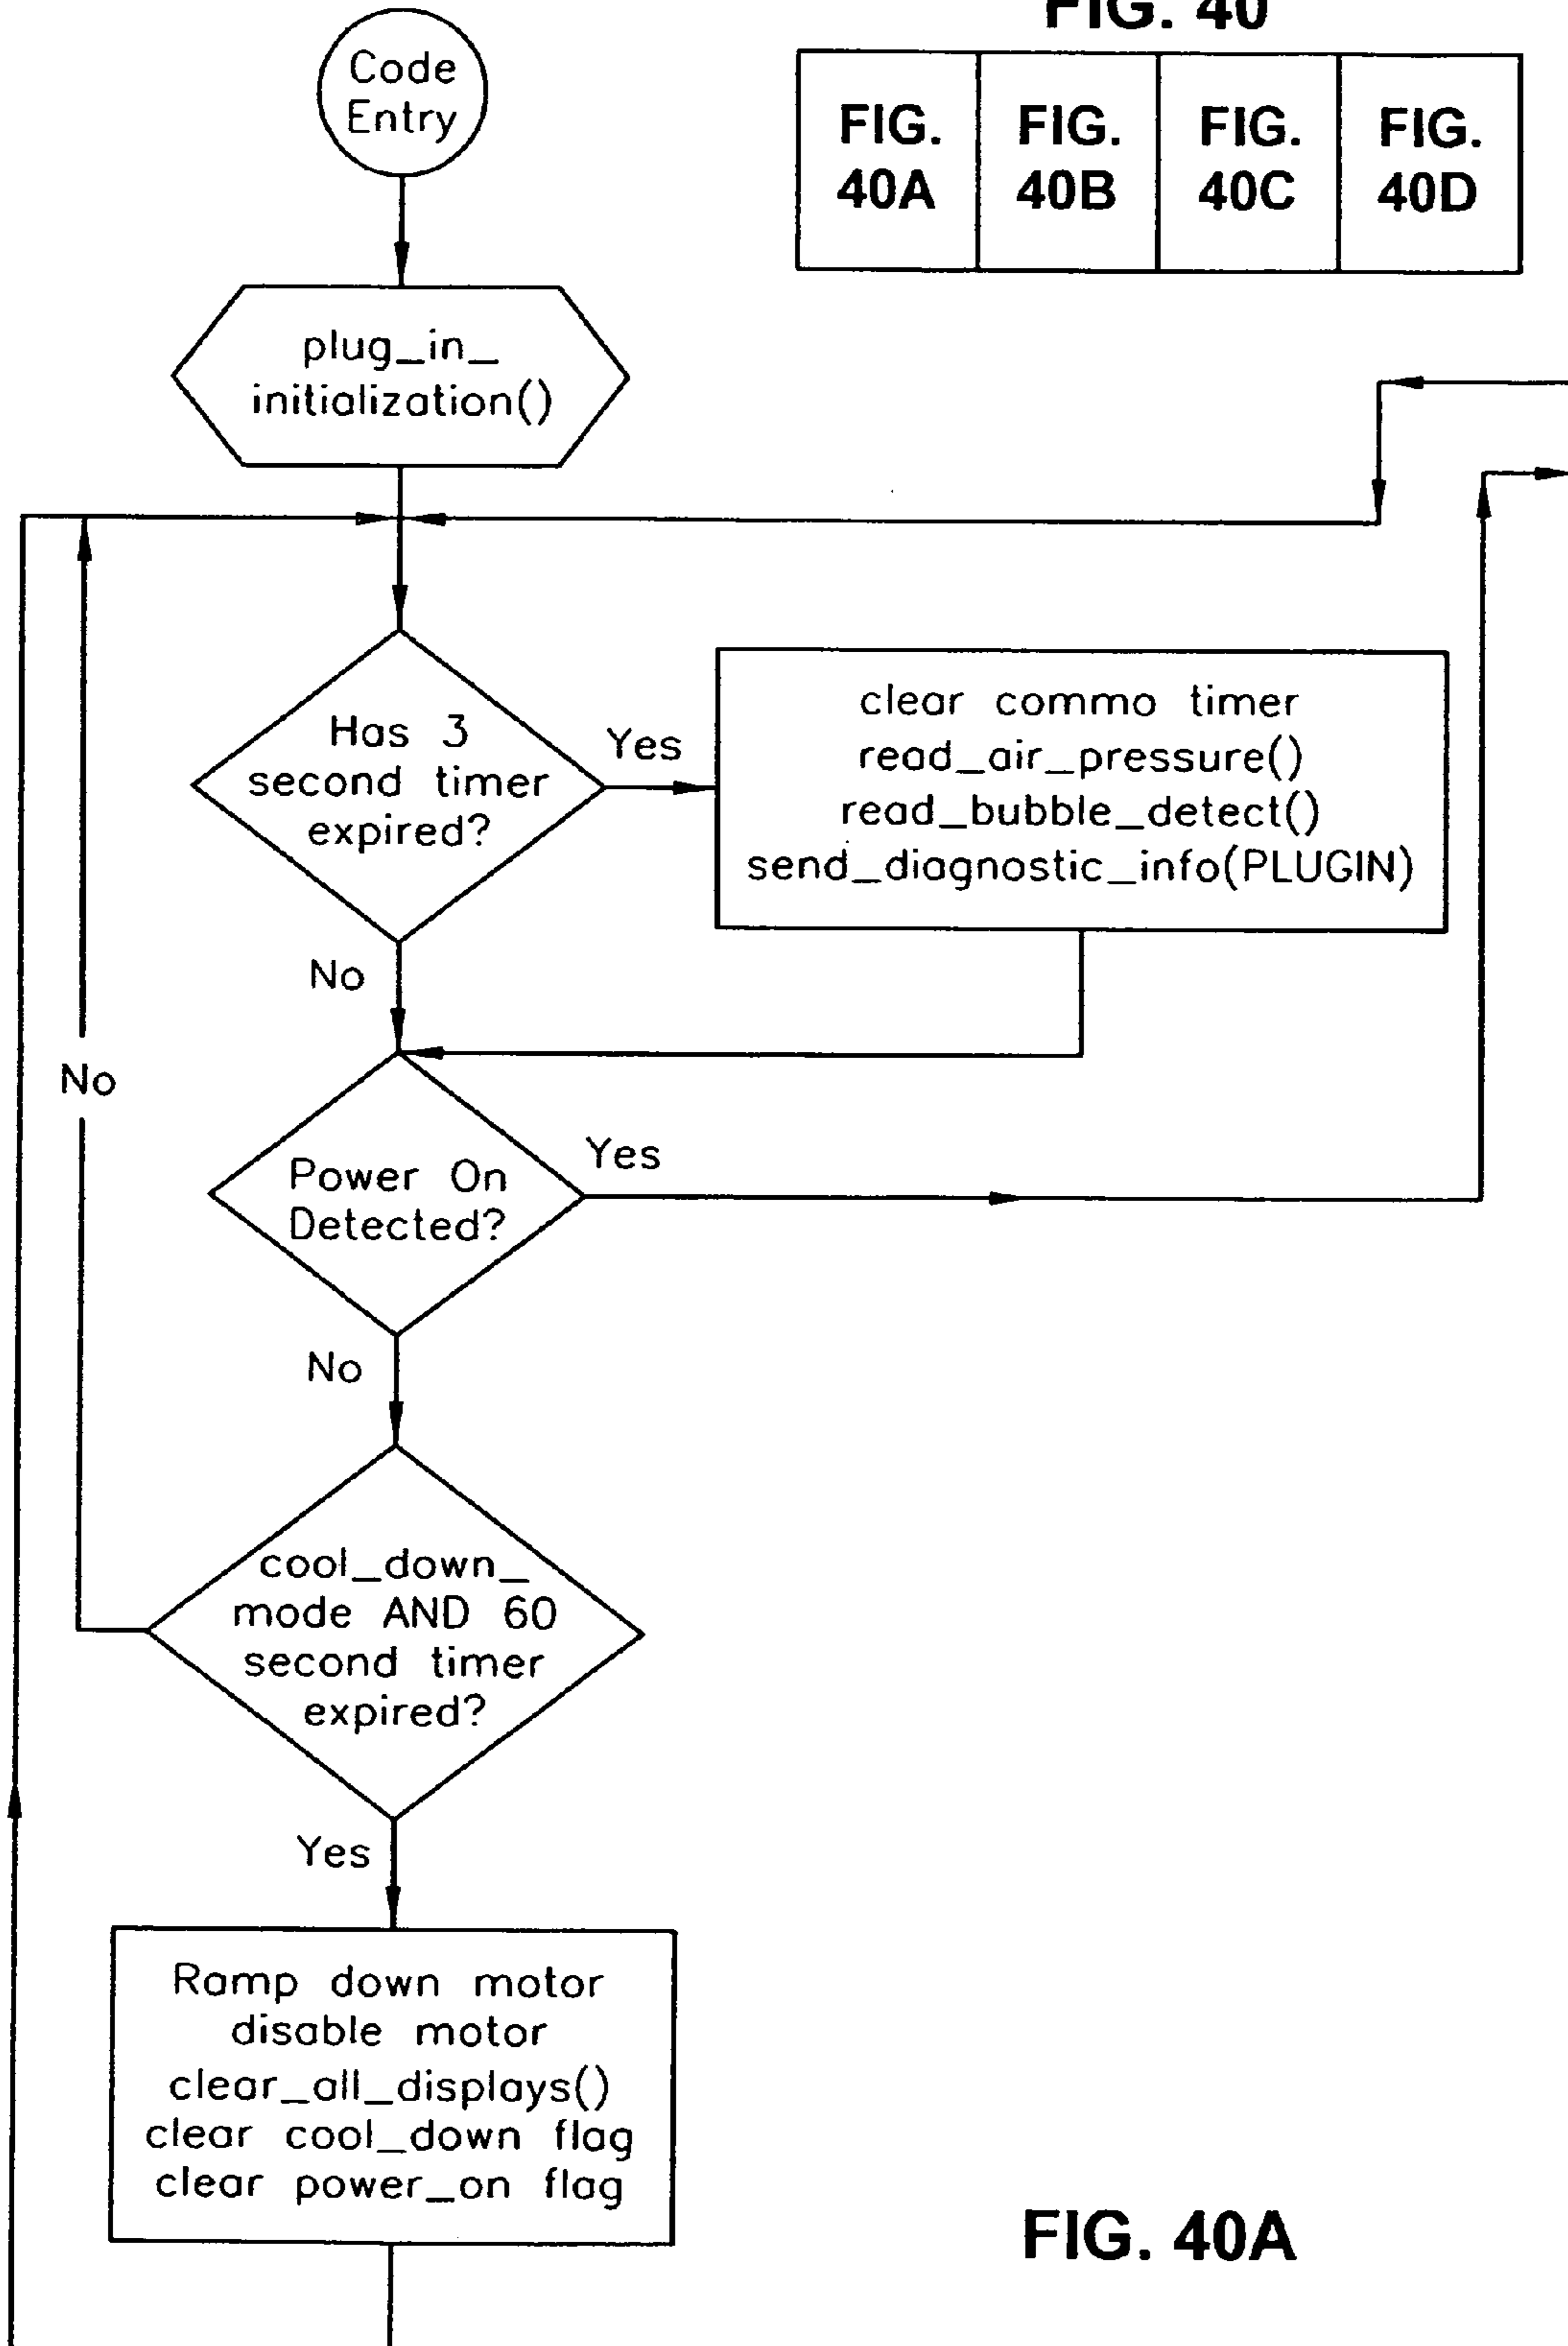 FIG. 40
FIG.
40A
FIG.
40B
FIG.
40C
FIG.
40D
Code
Entry
plug_in_
initialization()
Has 3
second timer
expired?
Yes
clear commo timer
read_air_pressure()
read_bubble_detect()
send_diagnostic_info(PLUGIN)
No
No
Power On
Detected?
Yes
No
cool_down_
mode AND 60
second timer
expired?
Yes
Ramp down motor
disable motor
clear_all_displays()
clear cool_down flag
clear power_on flag
FIG. 40A